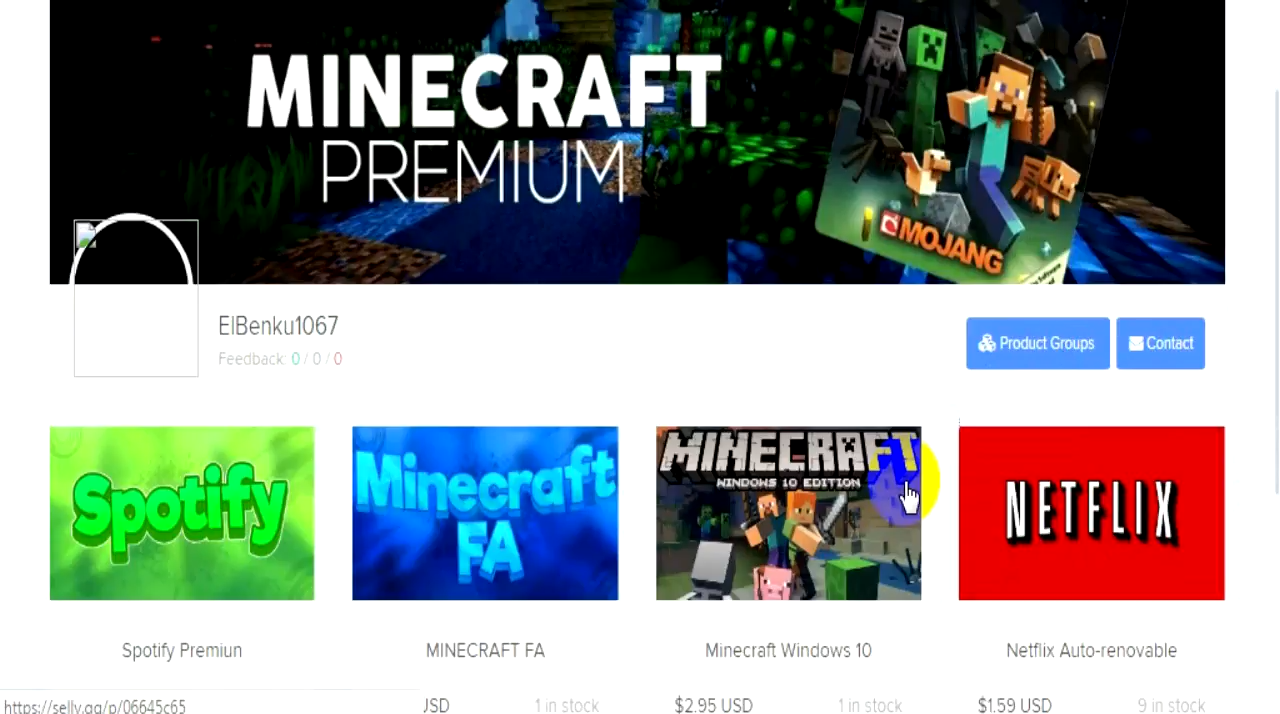 MINECRAFT
PREMIUM
MOJANG
ElBenku1067
Feedback: 0 / 0 / 0
Product Groups
Contact
Spotify
Minecraft
FA
MINECRAFT
WINDOWS 10 EDITION
NETFLIX
Spotify Premiun
MINECRAFT FA
Minecraft Windows 10
Netflix Auto-renovable
USD
1 in stock
$2.95 USD
1 in stock
$1.59 USD
9 in stock
https://selly.gg/p/06645c65